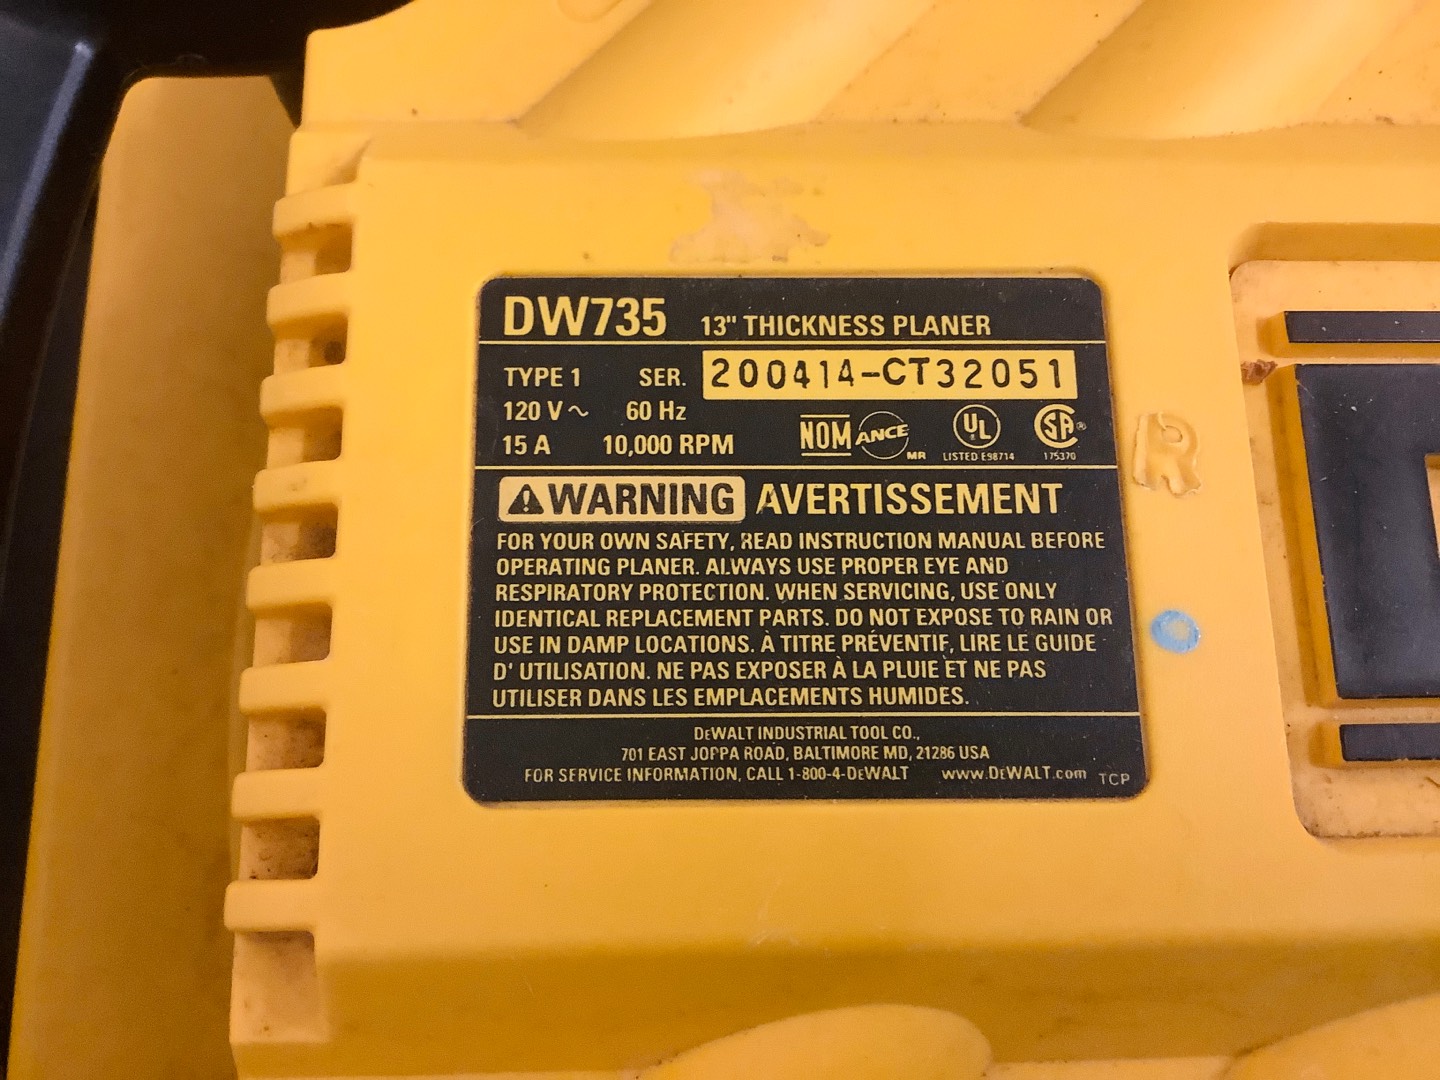 DW735 13" THICKNESS PLANER
TYPE 1 SER. 200414-CT32051
120 V ~ 60 Hz
15 A 10,000 RPM
NOM ANCE MR
UL LISTED E98714
SA ® 175370
R
⚠WARNING AVERTISSEMENT
FOR YOUR OWN SAFETY, READ INSTRUCTION MANUAL BEFORE
OPERATING PLANER. ALWAYS USE PROPER EYE AND
RESPIRATORY PROTECTION. WHEN SERVICING, USE ONLY
IDENTICAL REPLACEMENT PARTS. DO NOT EXPOSE TO RAIN OR
USE IN DAMP LOCATIONS. À TITRE PRÉVENTIF, LIRE LE GUIDE
D' UTILISATION. NE PAS EXPOSER À LA PLUIE ET NE PAS
UTILISER DANS LES EMPLACEMENTS HUMIDES.
DEWALT INDUSTRIAL TOOL CO.,
701 EAST JOPPA ROAD, BALTIMORE MD, 21286 USA
FOR SERVICE INFORMATION, CALL 1-800-4-DEWALT www.DEWALT.com TCP